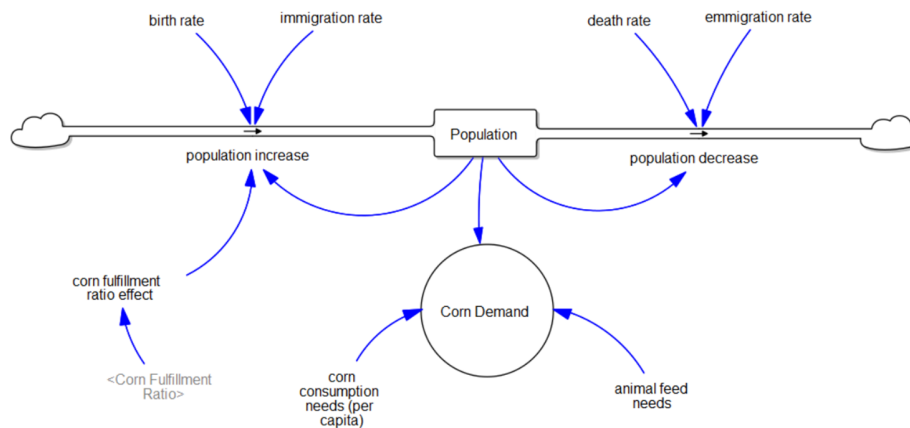 birth rate
immigration rate
death rate
emmigration rate
Population
population increase
population decrease
corn fulfillment
ratio effect
Corn Demand
<Corn Fulfillment
Ratio>
corn
consumption
needs (per
capita)
animal feed
needs